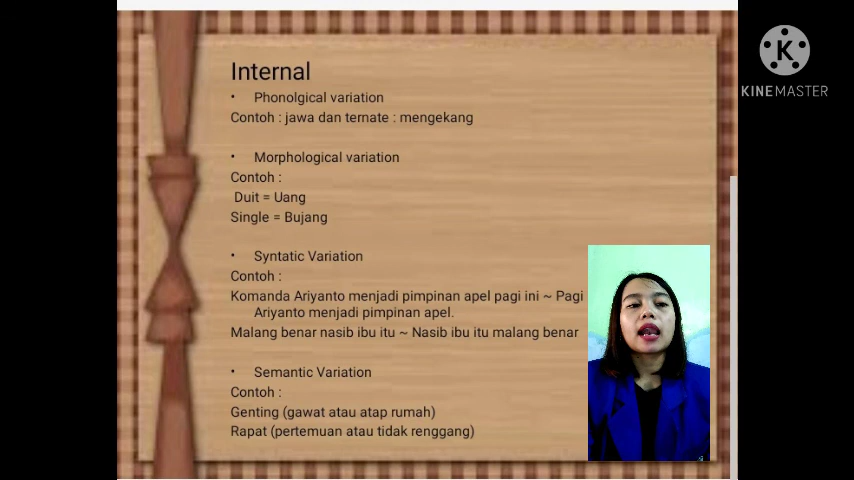 Internal
• Phonolgical variation
Contoh : jawa dan ternate : mengekang
• Morphological variation
Contoh :
Duit = Uang
Single = Bujang
• Syntatic Variation
Contoh :
Komanda Ariyanto menjadi pimpinan apel pagi ini ~ Pagi
Ariyanto menjadi pimpinan apel.
Malang benar nasib ibu itu ~ Nasib ibu itu malang benar
• Semantic Variation
Contoh :
Genting (gawat atau atap rumah)
Rapat (pertemuan atau tidak renggang)
K
KINEMASTER